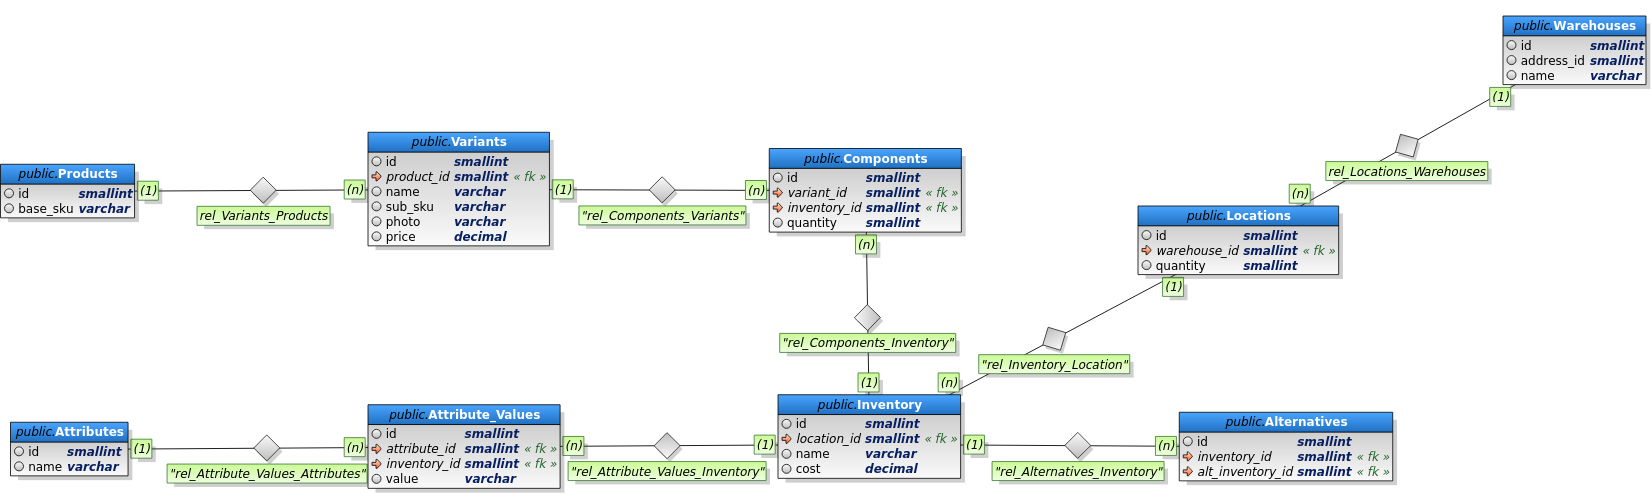 public.Warehouses
id smallint
address_id smallint
name varchar
(1)
rel_Locations_Warehouses
(n)
public.Products
id smallint
base_sku varchar
(1)
rel_Variants_Products
(n)
public.Variants
id smallint
product_id smallint « fk »
name varchar
sub_sku varchar
photo varchar
price decimal
(1)
"rel_Components_Variants"
(n)
public.Components
id smallint
variant_id smallint « fk »
inventory_id smallint « fk »
quantity smallint
(n)
"rel_Components_Inventory"
(1)
public.Locations
id smallint
warehouse_id smallint « fk »
quantity smallint
(1)
"rel_Inventory_Location"
(n)
public.Attributes
id smallint
name varchar
(1)
"rel_Attribute_Values_Attributes"
(n)
public.Attribute_Values
id smallint
attribute_id smallint « fk »
inventory_id smallint « fk »
value varchar
(n)
"rel_Attribute_Values_Inventory"
(1)
public.Inventory
id smallint
location_id smallint « fk »
name varchar
cost decimal
(1)
"rel_Alternatives_Inventory"
(n)
public.Alternatives
id smallint
inventory_id smallint « fk »
alt_inventory_id smallint « fk »